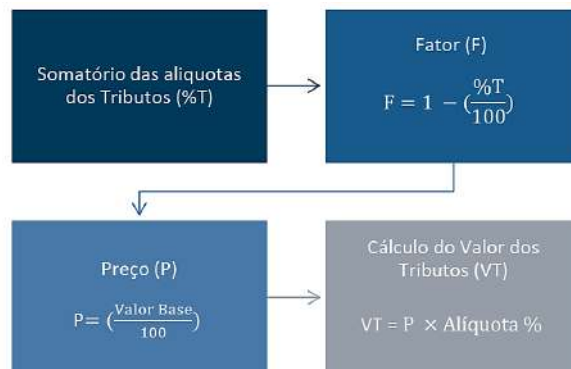 Somatório das aliquotas
dos Tributos (%T)
Fator (F)
F = 1 − (%T/100)
Preço (P)
P= (Valor Base/100)
Cálculo do Valor dos
Tributos (VT)
VT = P × Alíquota %